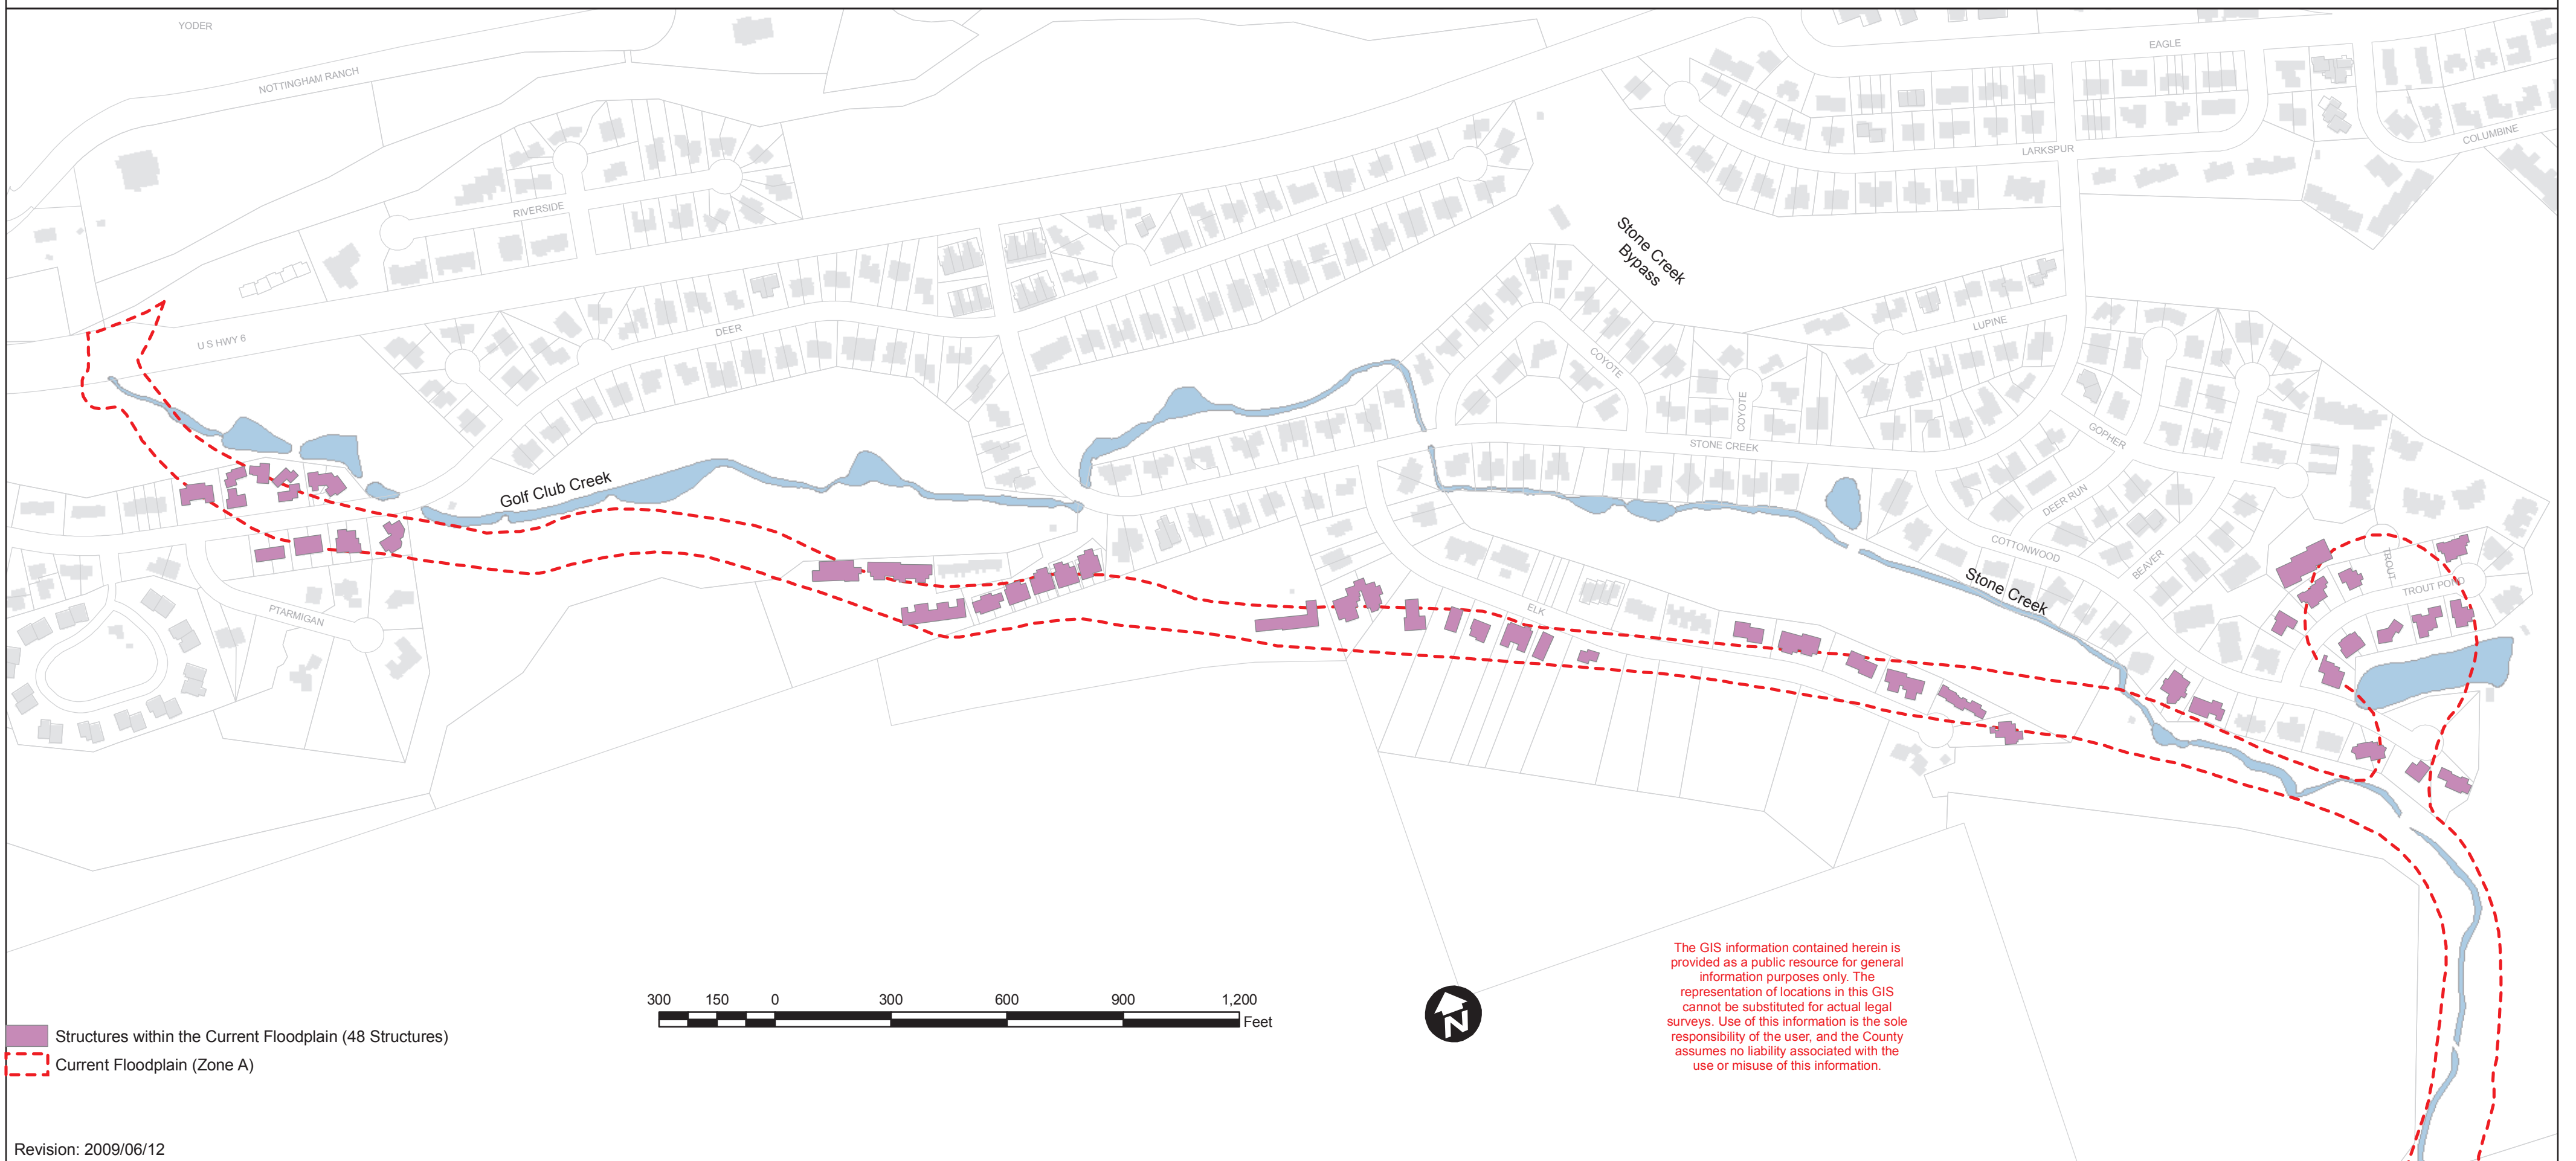 YODER
EAGLE
NOTTINGHAM RANCH
COLUMBINE
LARKSPUR
RIVERSIDE
Stone Creek
Bypass
LUPINE
DEER
U S HWY 6
COYOTE
COYOTE
GOPHER
STONE CREEK
Golf Club Creek
DEER RUN
COTTONWOOD
BEAVER
TROUT
TROUT POND
Stone Creek
ELK
PTARMIGAN
The GIS information contained herein is
provided as a public resource for general
information purposes only. The
representation of locations in this GIS
cannot be substituted for actual legal
surveys. Use of this information is the sole
responsibility of the user, and the County
assumes no liability associated with the
use or misuse of this information.
300 150 0 300 600 900 1,200
Feet
N
Structures within the Current Floodplain (48 Structures)
Current Floodplain (Zone A)
Revision: 2009/06/12